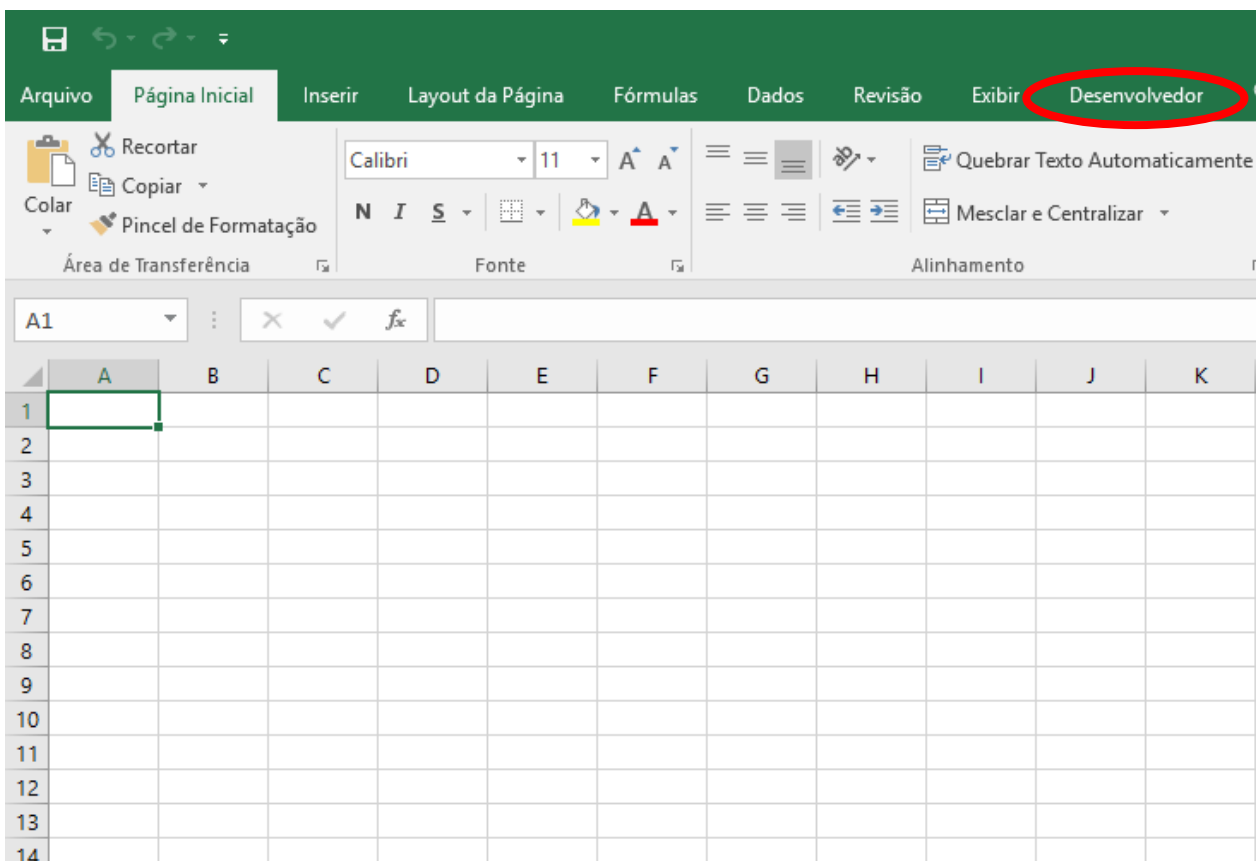 Arquivo Página Inicial Inserir Layout da Página Fórmulas Dados Revisão Exibir Desenvolvedor
Colar
Recortar
Copiar
Pincel de Formatação
Área de Transferência
Calibri 11 A A
N I S A
Fonte
Quebrar Texto Automaticamente
Mesclar e Centralizar
Alinhamento
A1 fx
A B C D E F G H I J K
1
2
3
4
5
6
7
8
9
10
11
12
13
14